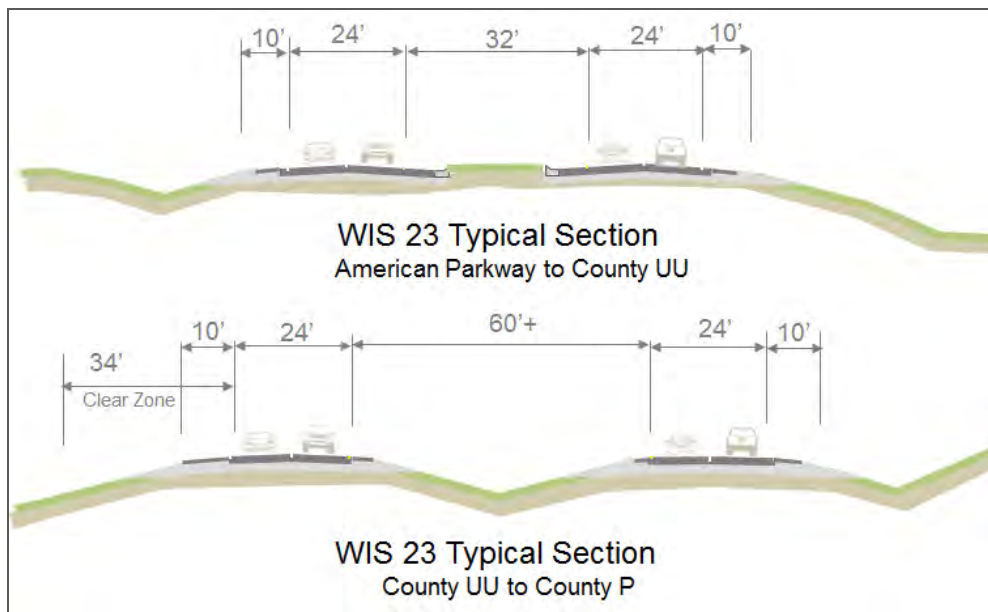 10’ 24’ 32’ 24’ 10’
WIS 23 Typical Section
American Parkway to County UU
10’ 24’ 60’+ 24’ 10’
34’
Clear Zone
WIS 23 Typical Section
County UU to County P